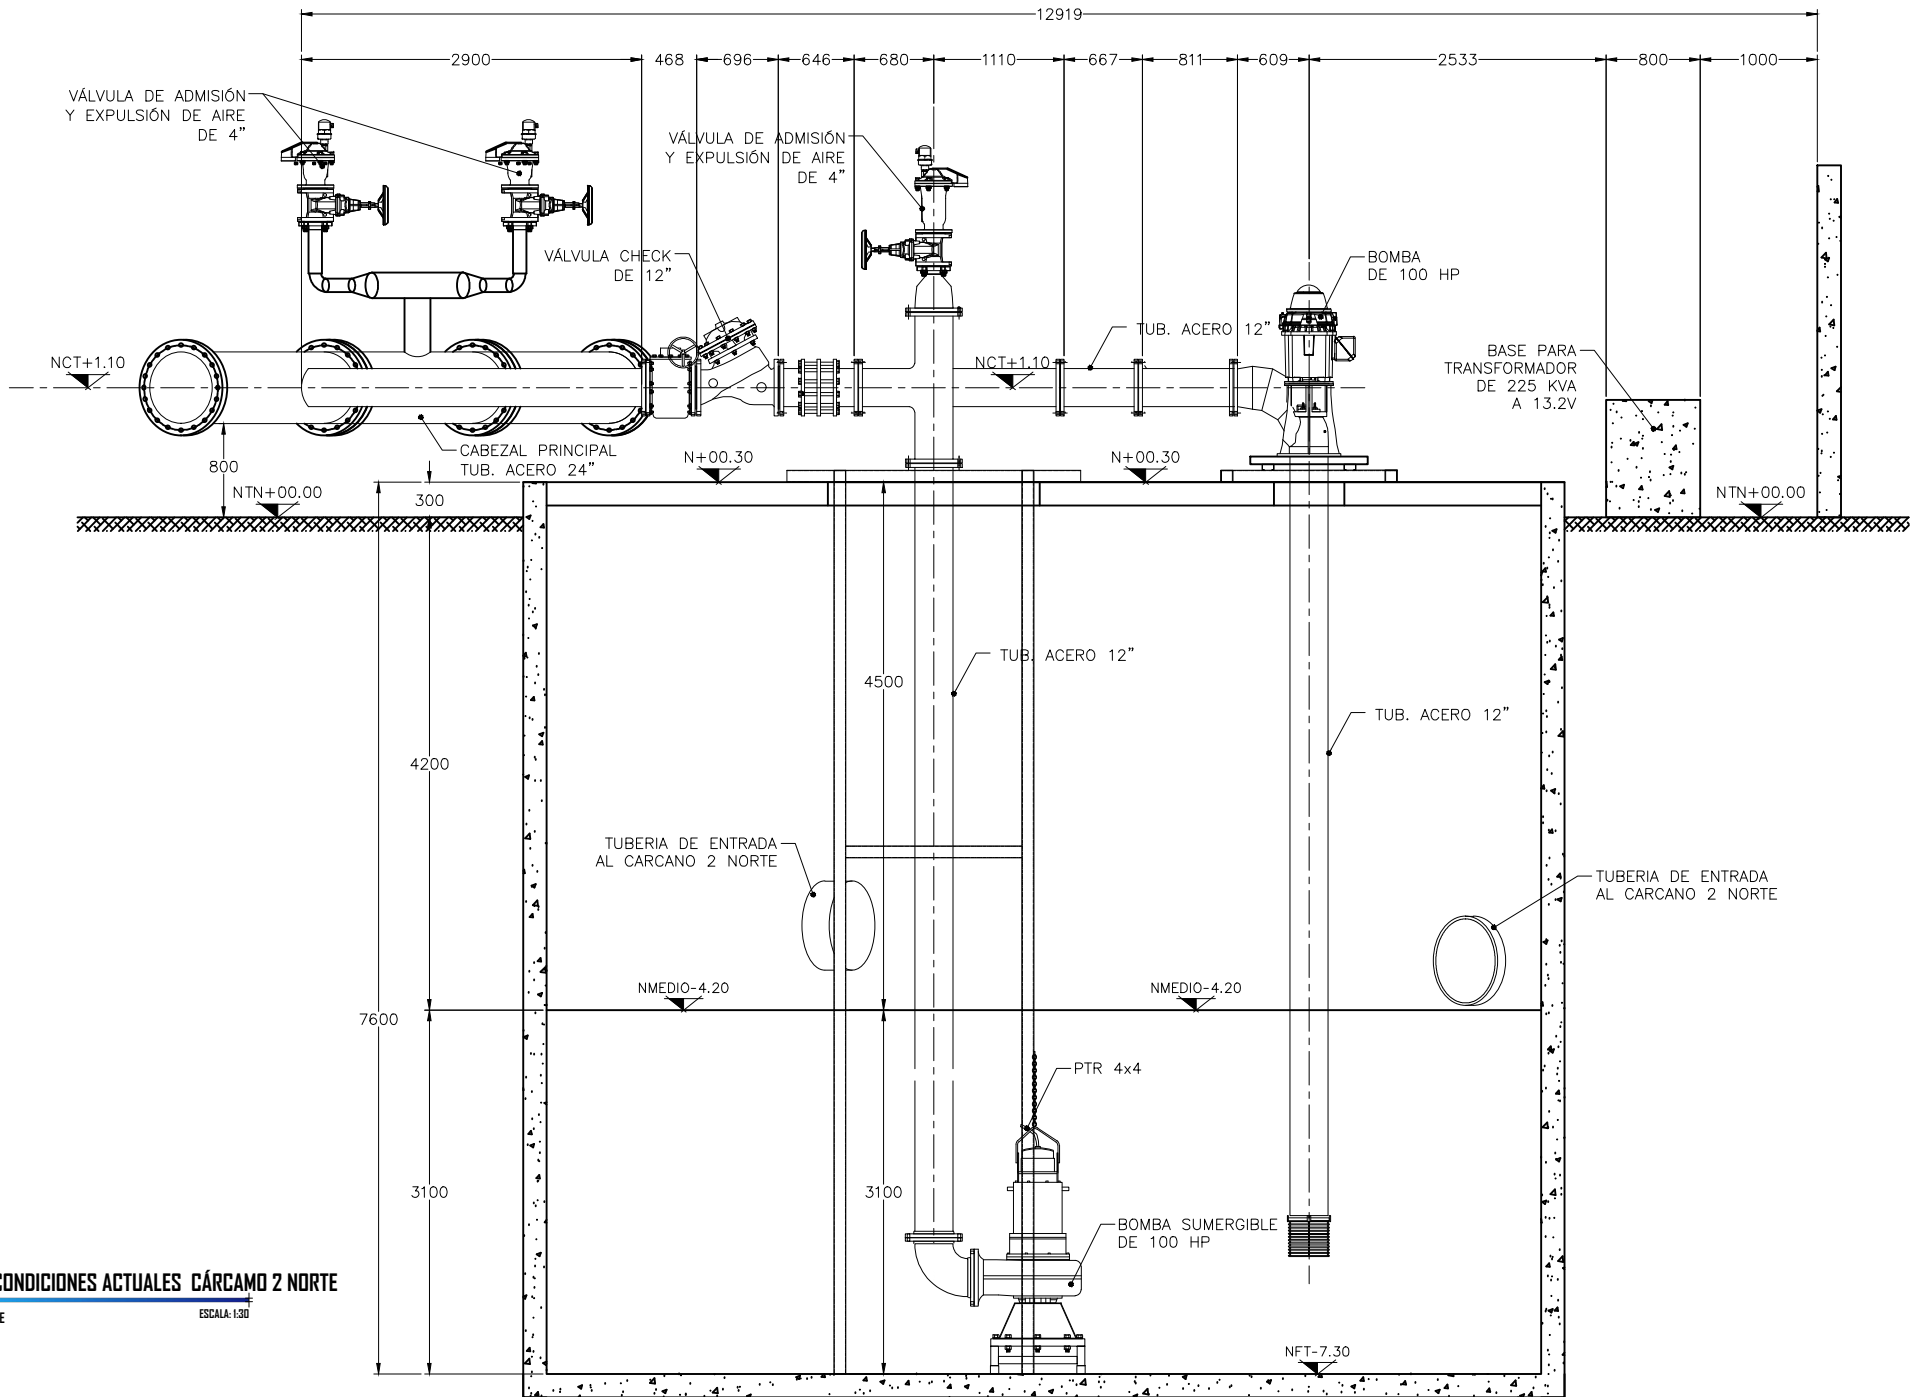 12919
2900
468
696
646
680
1110
667
811
609
2533
800
1000
VÁLVULA DE ADMISIÓN
Y EXPULSIÓN DE AIRE
DE 4”
VÁLVULA DE ADMISIÓN
Y EXPULSIÓN DE AIRE
DE 4”
VÁLVULA CHECK
DE 12”
BOMBA
DE 100 HP
TUB. ACERO 12”
NCT+1.10
NCT+1.10
BASE PARA
TRANSFORMADOR
DE 225 KVA
A 13.2V
CABEZAL PRINCIPAL
TUB. ACERO 24”
800
N+00.30
N+00.30
NTN+00.00
300
NTN+00.00
TUB. ACERO 12”
4500
TUB. ACERO 12”
4200
TUBERIA DE ENTRADA
AL CARCANO 2 NORTE
TUBERIA DE ENTRADA
AL CARCANO 2 NORTE
NMEDIO-4.20
NMEDIO-4.20
7600
PTR 4x4
3100
3100
BOMBA SUMERGIBLE
DE 100 HP
CONDICIONES ACTUALES CÁRCAMO 2 NORTE
E
ESCALA: 1:30
NFT-7.30